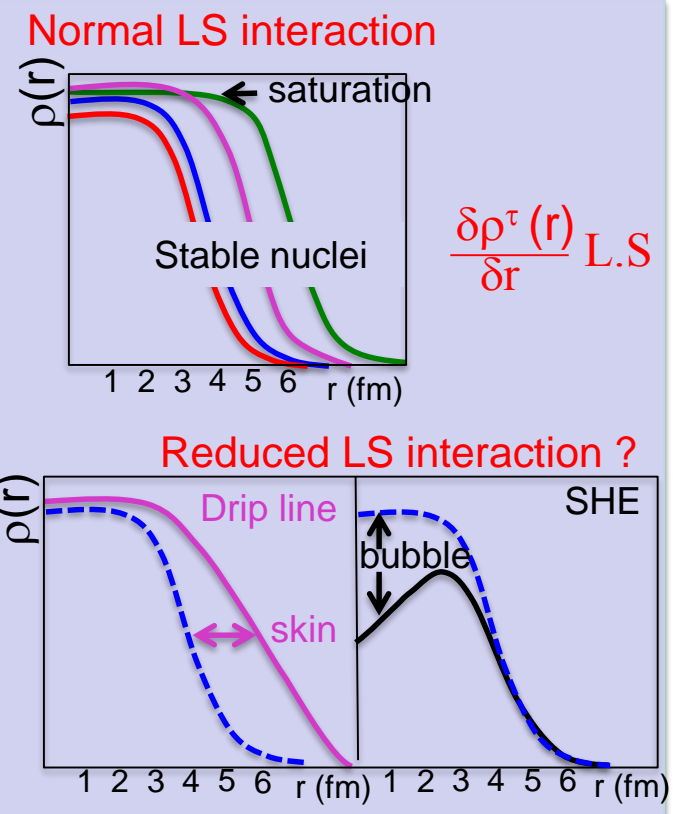 Normal LS interaction
ρ(r)
saturation
Stable nuclei
1 2 3 4 5 6 r (fm)
δρ^τ (r)
δr
L.S
Reduced LS interaction ?
ρ(r)
Drip line
skin
1 2 3 4 5 6 r (fm)
SHE
bubble
1 2 3 4 5 6 r (fm)